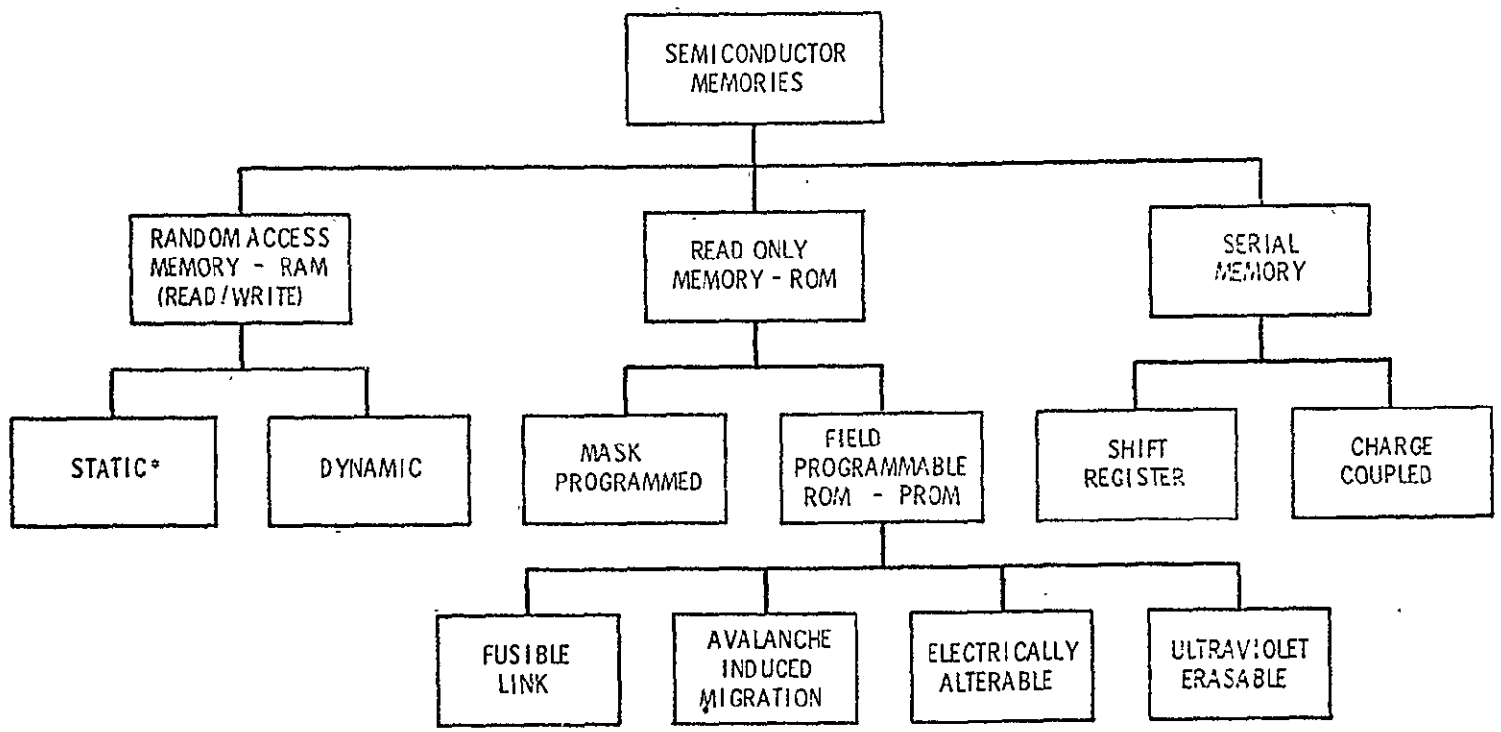 SEMICONDUCTOR
MEMORIES
RANDOM ACCESS
MEMORY - RAM
(READ/WRITE)
READ ONLY
MEMORY - ROM
SERIAL
MEMORY
STATIC*
DYNAMIC
MASK
PROGRAMMED
FIELD
PROGRAMMABLE
ROM - PROM
SHIFT
REGISTER
CHARGE
COUPLED
FUSIBLE
LINK
AVALANCHE
INDUCED
MIGRATION
ELECTRICALLY
ALTERABLE
ULTRAVIOLET
ERASABLE